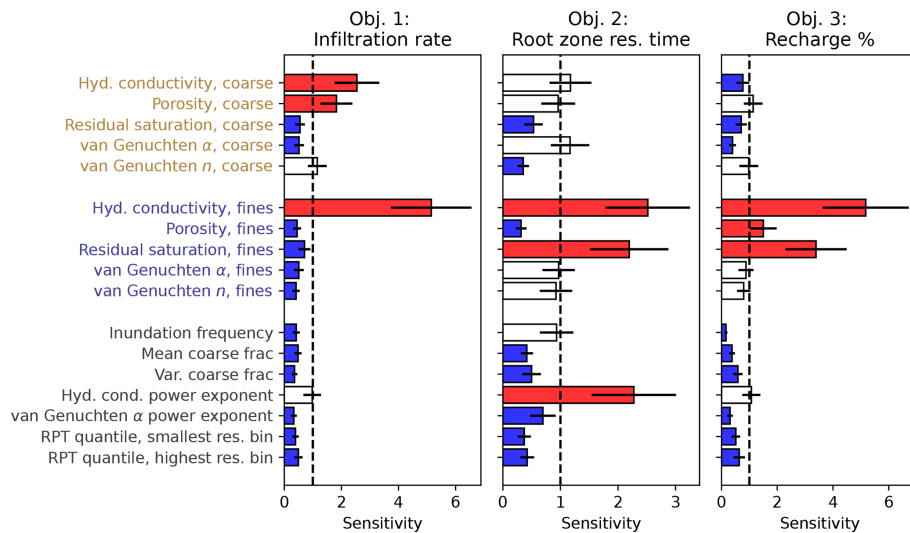 Obj. 1:
Infiltration rate
Obj. 2:
Root zone res. time
Obj. 3:
Recharge %
Hyd. conductivity, coarse
Porosity, coarse
Residual saturation, coarse
van Genuchten α, coarse
van Genuchten n, coarse
Hyd. conductivity, fines
Porosity, fines
Residual saturation, fines
van Genuchten α, fines
van Genuchten n, fines
Inundation frequency
Mean coarse frac
Var. coarse frac
Hyd. cond. power exponent
van Genuchten α power exponent
RPT quantile, smallest res. bin
RPT quantile, highest res. bin
0 2 4 6
Sensitivity
0 1 2 3
Sensitivity
0 2 4 6
Sensitivity